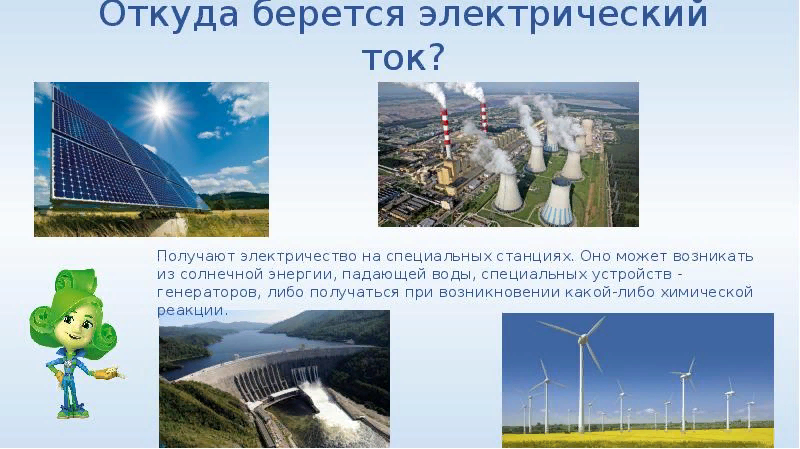 Откуда берется электрический
ток?
Получают электричество на специальных станциях. Оно может возникать
из солнечной энергии, падающей воды, специальных устройств -
генераторов, либо получаться при возникновении какой-либо химической
реакции.